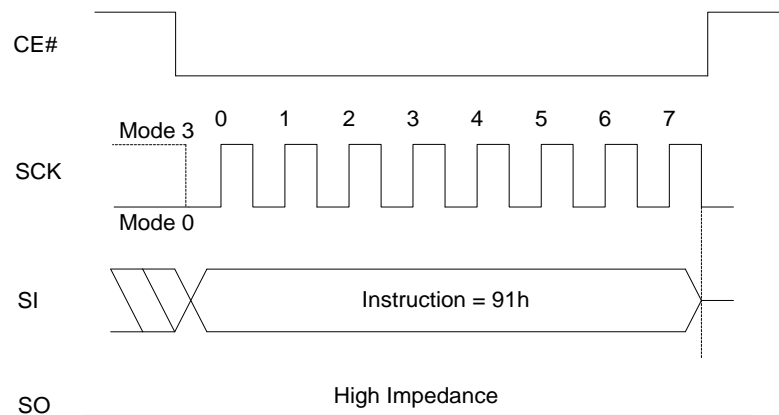 CE#
0 1 2 3 4 5 6 7
Mode 3
SCK
Mode 0
SI
Instruction = 91h
High Impedance
SO